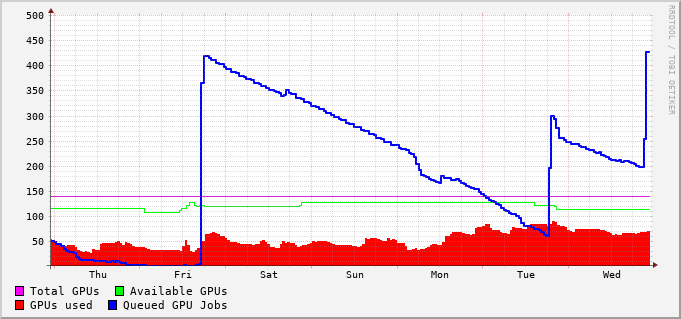 500
450
400
350
300
250
200
150
100
50
Thu Fri Sat Sun Mon Tue Wed
Total GPUs Available GPUs
GPUs used Queued GPU Jobs
RRDTOOL / TOBI OETIKER